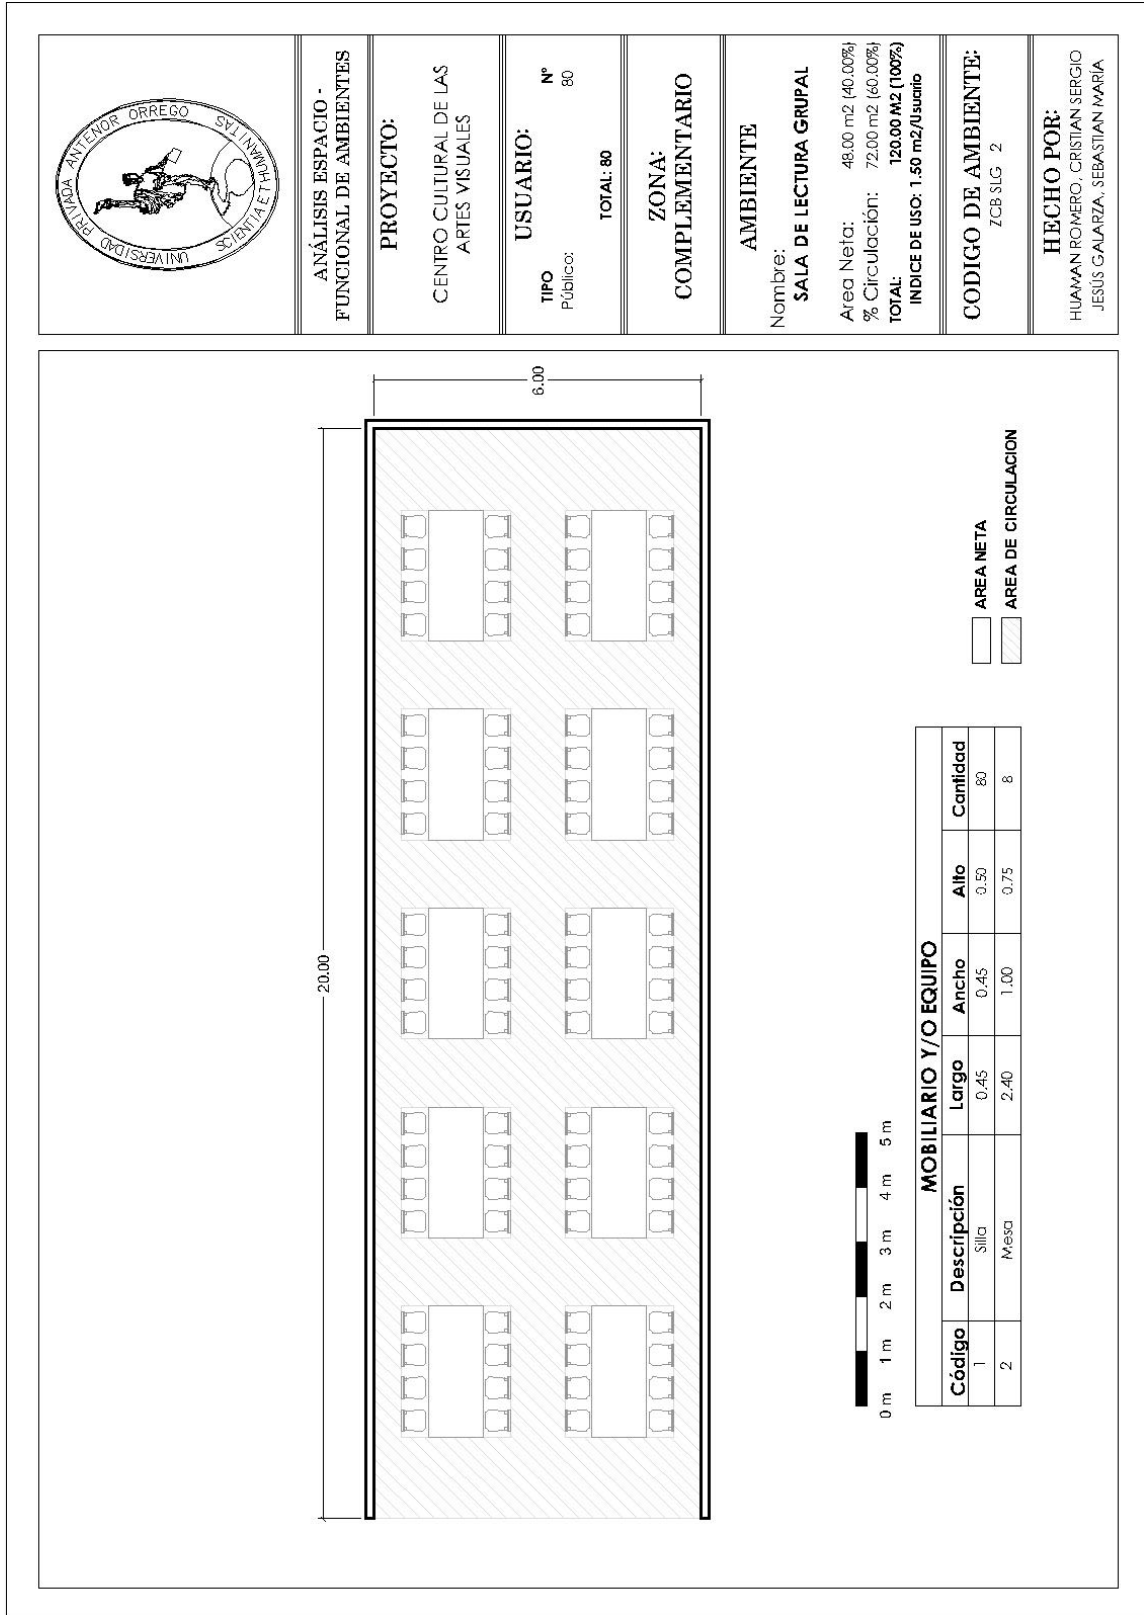 UNIVERSIDAD PRIVADA ANTENOR ORREGO
SCIENTIA ET HUMANITAS
ANÁLISIS ESPACIO -
FUNCIONAL DE AMBIENTES
PROYECTO:
CENTRO CULTURAL DE LAS
ARTES VISUALES
USUARIO:
TIPO Nº
Público: 80
TOTAL: 80
ZONA:
COMPLEMENTARIO
AMBIENTE
Nombre:
SALA DE LECTURA GRUPAL
Area Neta: 48.00 m2 (40.00%)
% Circulación: 72.00 m2 (60.00%)
TOTAL: 120.00 M2 (100%)
INDICE DE USO: 1.50 m2/Usuario
CODIGO DE AMBIENTE:
ZCB SLG 2
HECHO POR:
HUAMAN ROMERO, CRISTIAN SERGIO
JESÚS GALARZA, SEBASTIAN MARÍA
20.00
6.00
0 m 1 m 2 m 3 m 4 m 5 m
MOBILIARIO Y/O EQUIPO
Código Descripción Largo Ancho Alto Cantidad
1 Silla 0.45 0.45 0.50 80
2 Mesa 2.40 1.00 0.75 8
AREA NETA
AREA DE CIRCULACION